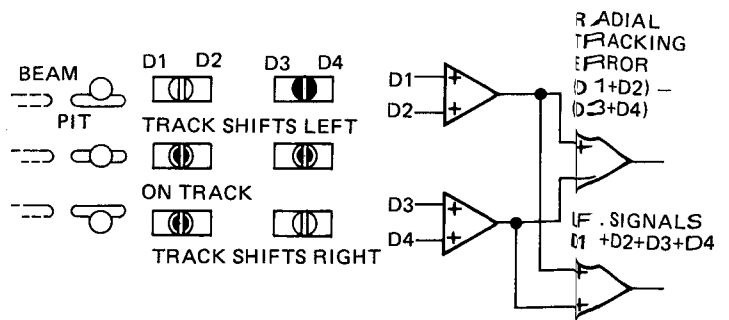 RADIAL
TRACKING
ERROR
(D1+D2) –
(D3+D4)
D1 D2 D3 D4
BEAM
PIT
TRACK SHIFTS LEFT
ON TRACK
TRACK SHIFTS RIGHT
D1
+
D2
+
+
–
D3
+
D4
+
SIGNALS
D1 +D2+D3+D4
+
+